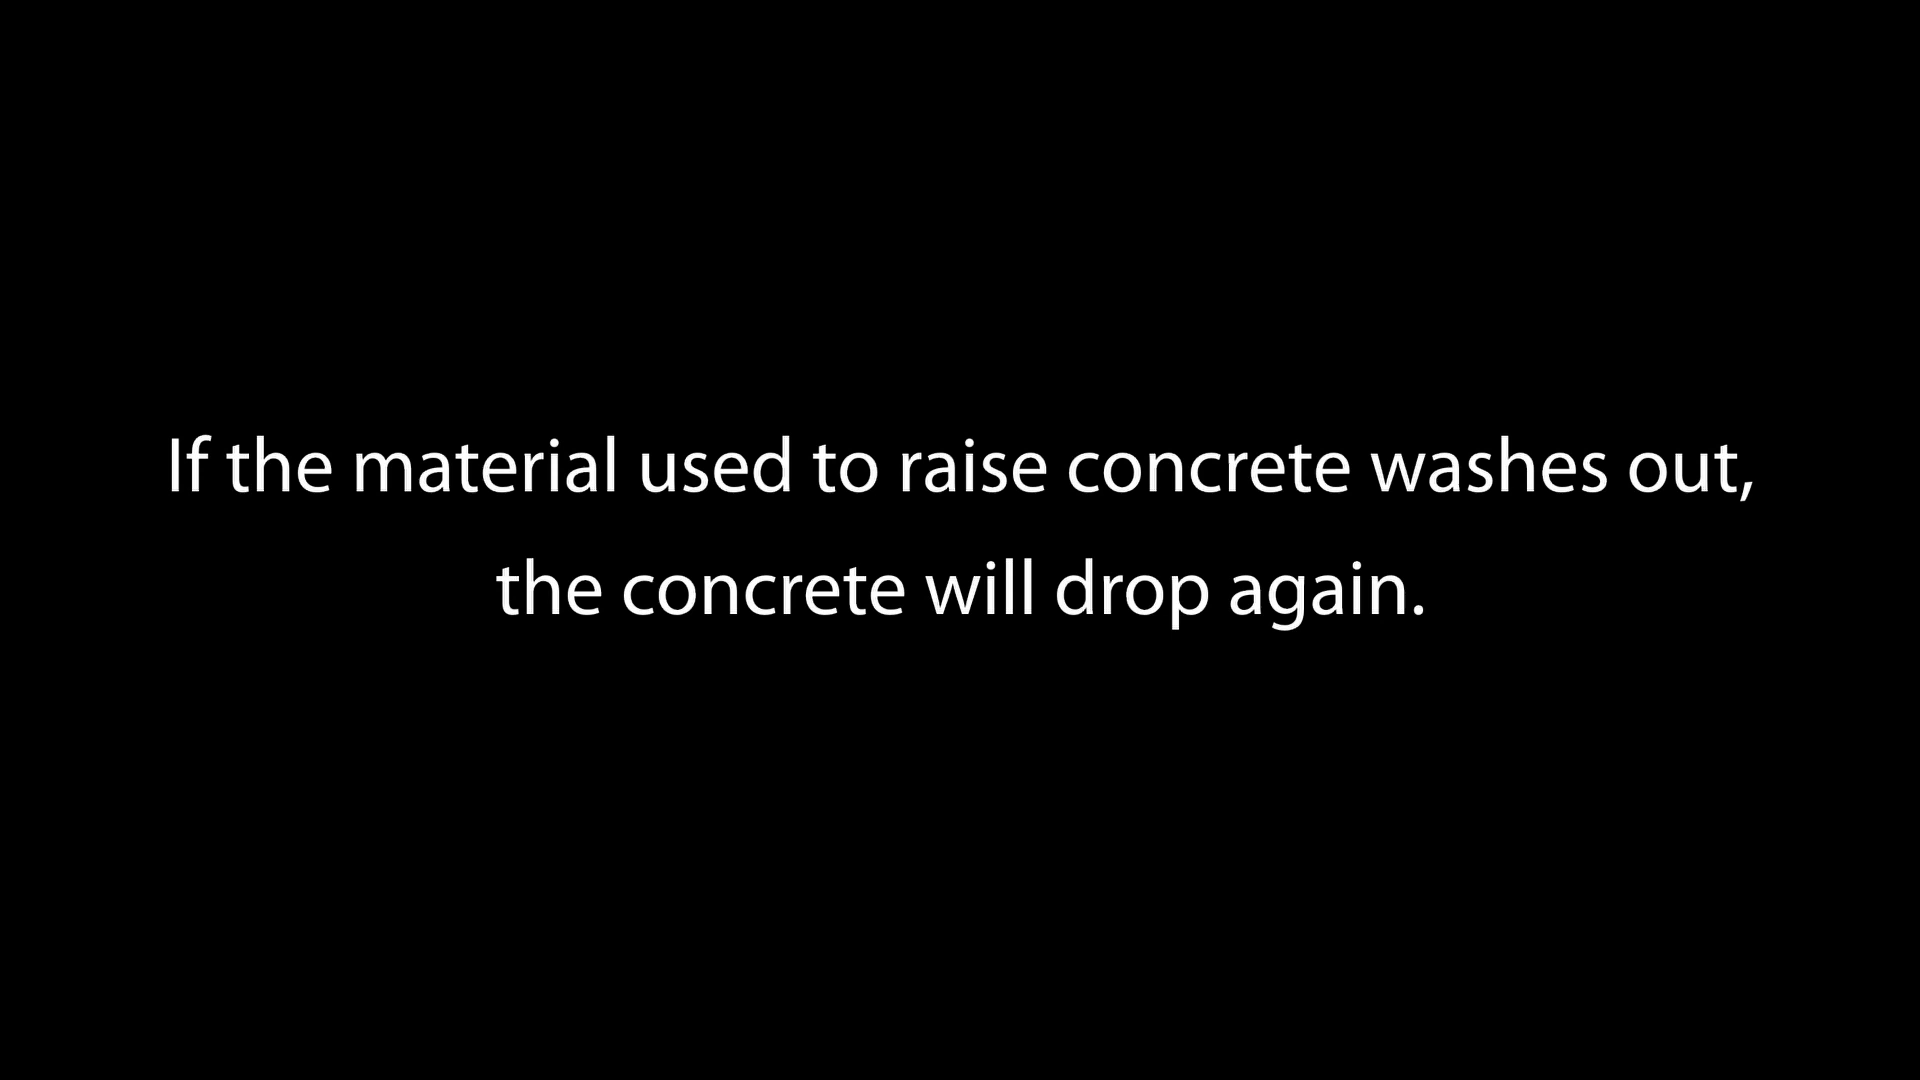 If the material used to raise concrete washes out,
the concrete will drop again.